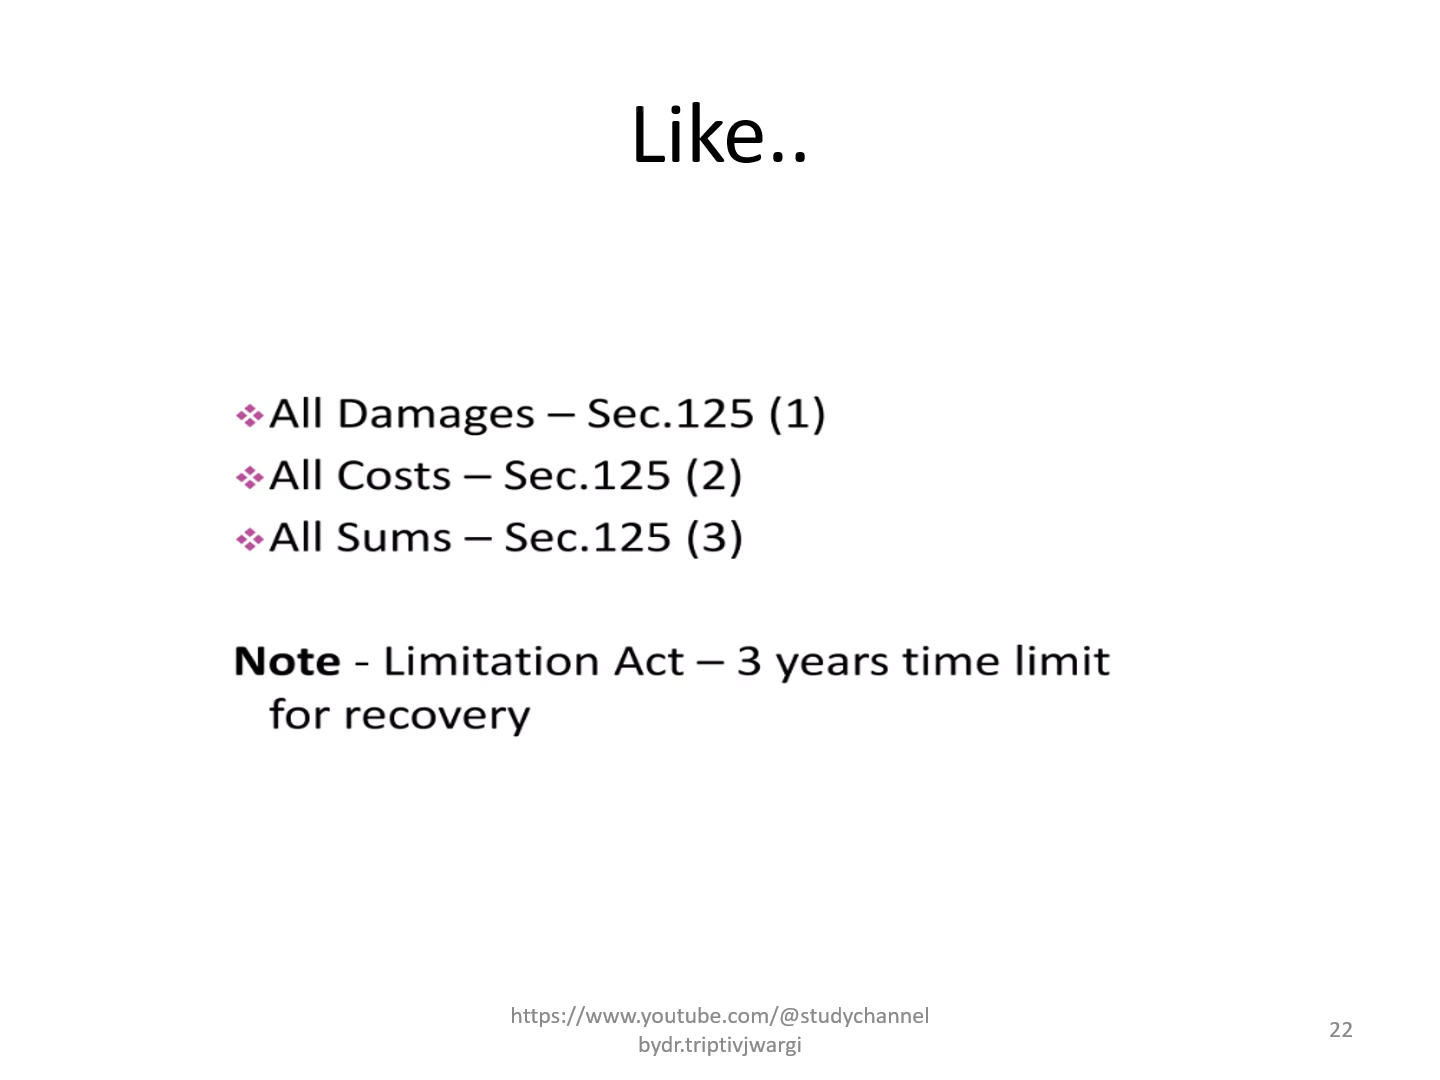 Like..
All Damages – Sec.125 (1)
All Costs – Sec.125 (2)
All Sums – Sec.125 (3)
Note - Limitation Act – 3 years time limit
for recovery
https://www.youtube.com/@studychannel
bydr.triptivjwargi
22